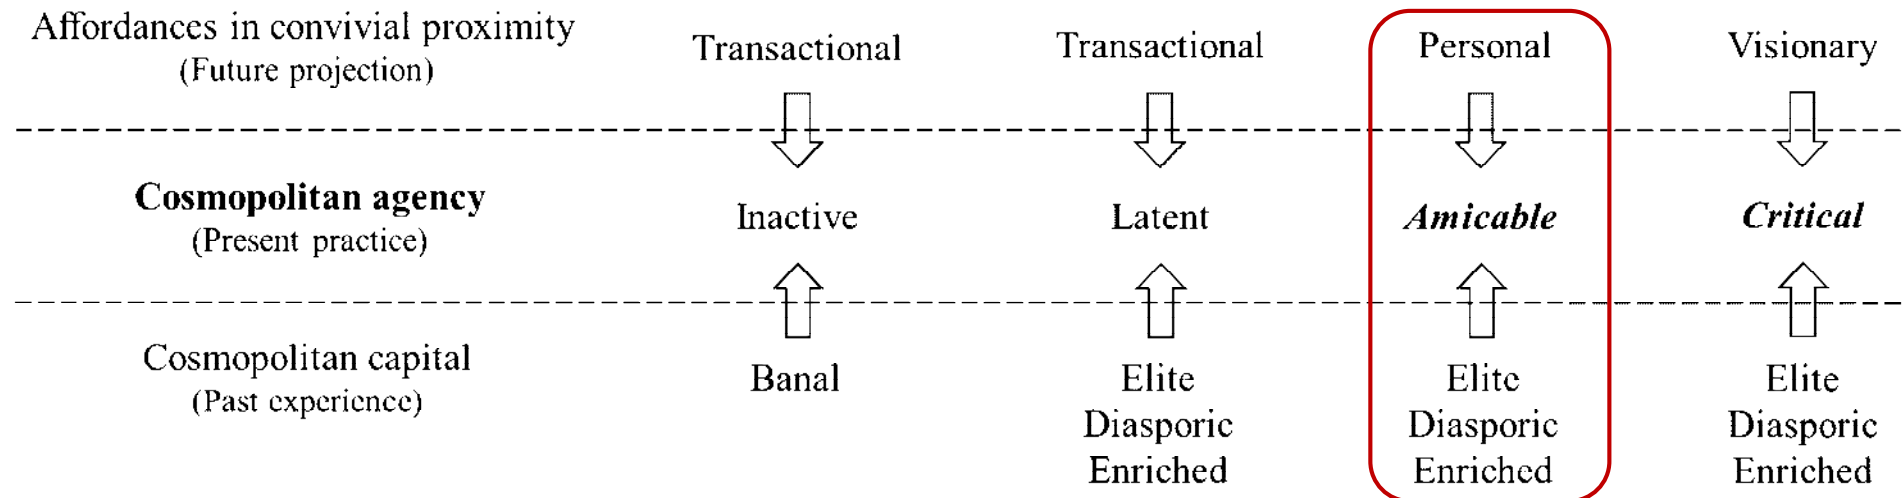 Affordances in convivial proximity
(Future projection)
Transactional
Transactional
Personal
Visionary
Cosmopolitan agency
(Present practice)
Inactive
Latent
Amicable
Critical
Cosmopolitan capital
(Past experience)
Banal
Elite
Diasporic
Enriched
Elite
Diasporic
Enriched
Elite
Diasporic
Enriched